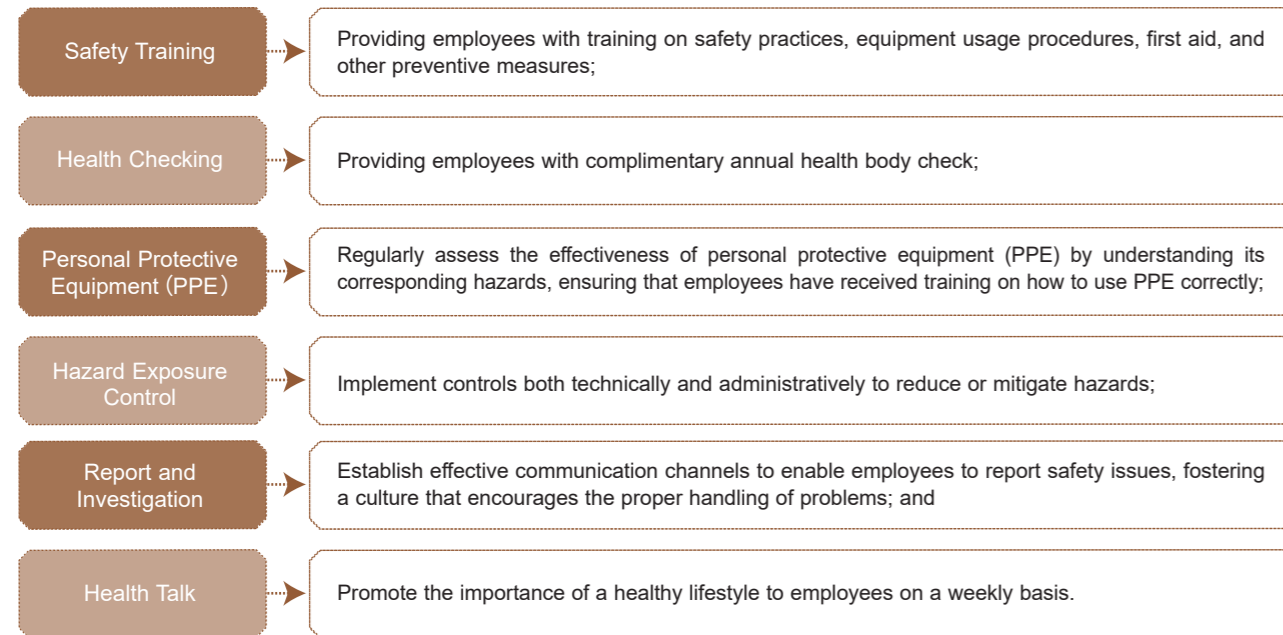 Safety Training
Providing employees with training on safety practices, equipment usage procedures, first aid, and
other preventive measures;
Health Checking
Providing employees with complimentary annual health body check;
Personal Protective
Equipment (PPE)
Regularly assess the effectiveness of personal protective equipment (PPE) by understanding its
corresponding hazards, ensuring that employees have received training on how to use PPE correctly;
Hazard Exposure
Control
Implement controls both technically and administratively to reduce or mitigate hazards;
Report and
Investigation
Establish effective communication channels to enable employees to report safety issues, fostering
a culture that encourages the proper handling of problems; and
Health Talk
Promote the importance of a healthy lifestyle to employees on a weekly basis.